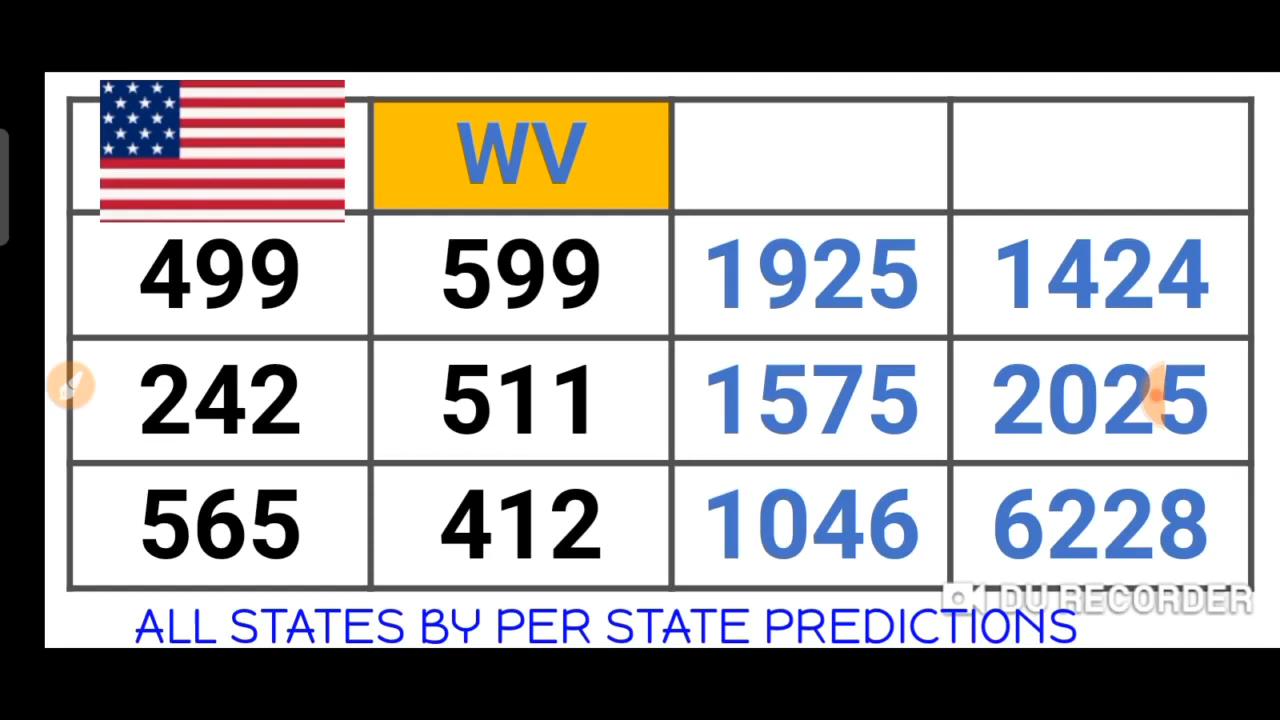 WV
499 599 1925 1424
242 511 1575 2025
565 412 1046 6228
DU RECORDER
ALL STATES BY PER STATE PREDICTIONS